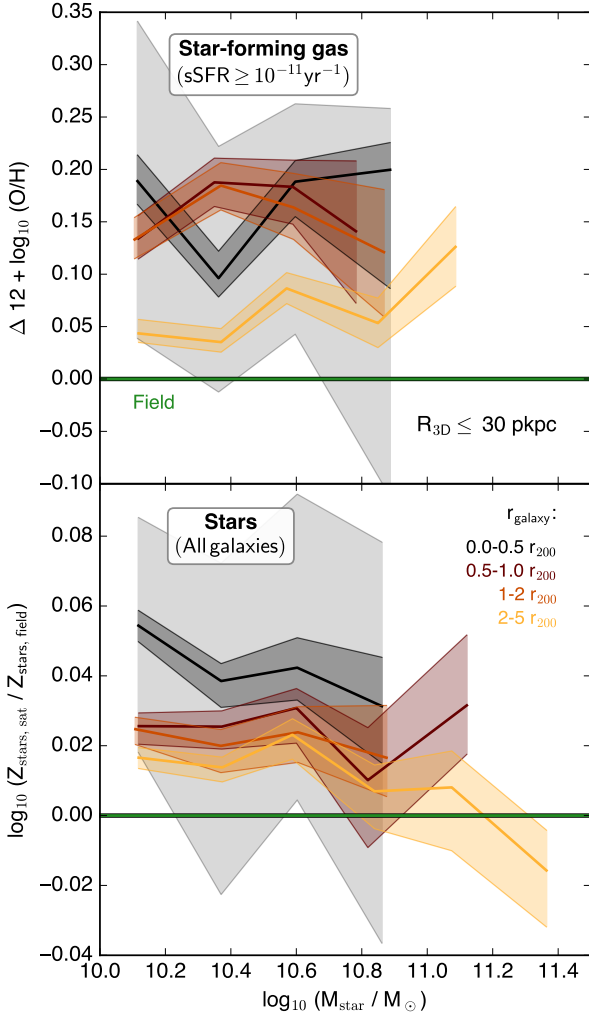 0.35
0.30
0.25
0.20
0.15
0.10
0.05
0.00
−0.05
−0.10
Δ 12 + log₁₀ (O/H)
Star-forming gas
(sSFR ≥ 10⁻¹¹yr⁻¹)
Field
R₃D ≤ 30 pkpc
0.08
0.06
0.04
0.02
0.00
−0.02
−0.04
log₁₀ (Zstars, sat / Zstars, field)
Stars
(All galaxies)
rgalaxy:
0.0-0.5 r₂₀₀
0.5-1.0 r₂₀₀
1-2 r₂₀₀
2-5 r₂₀₀
10.0 10.2 10.4 10.6 10.8 11.0 11.2 11.4
log₁₀ (Mstar / M⊙)